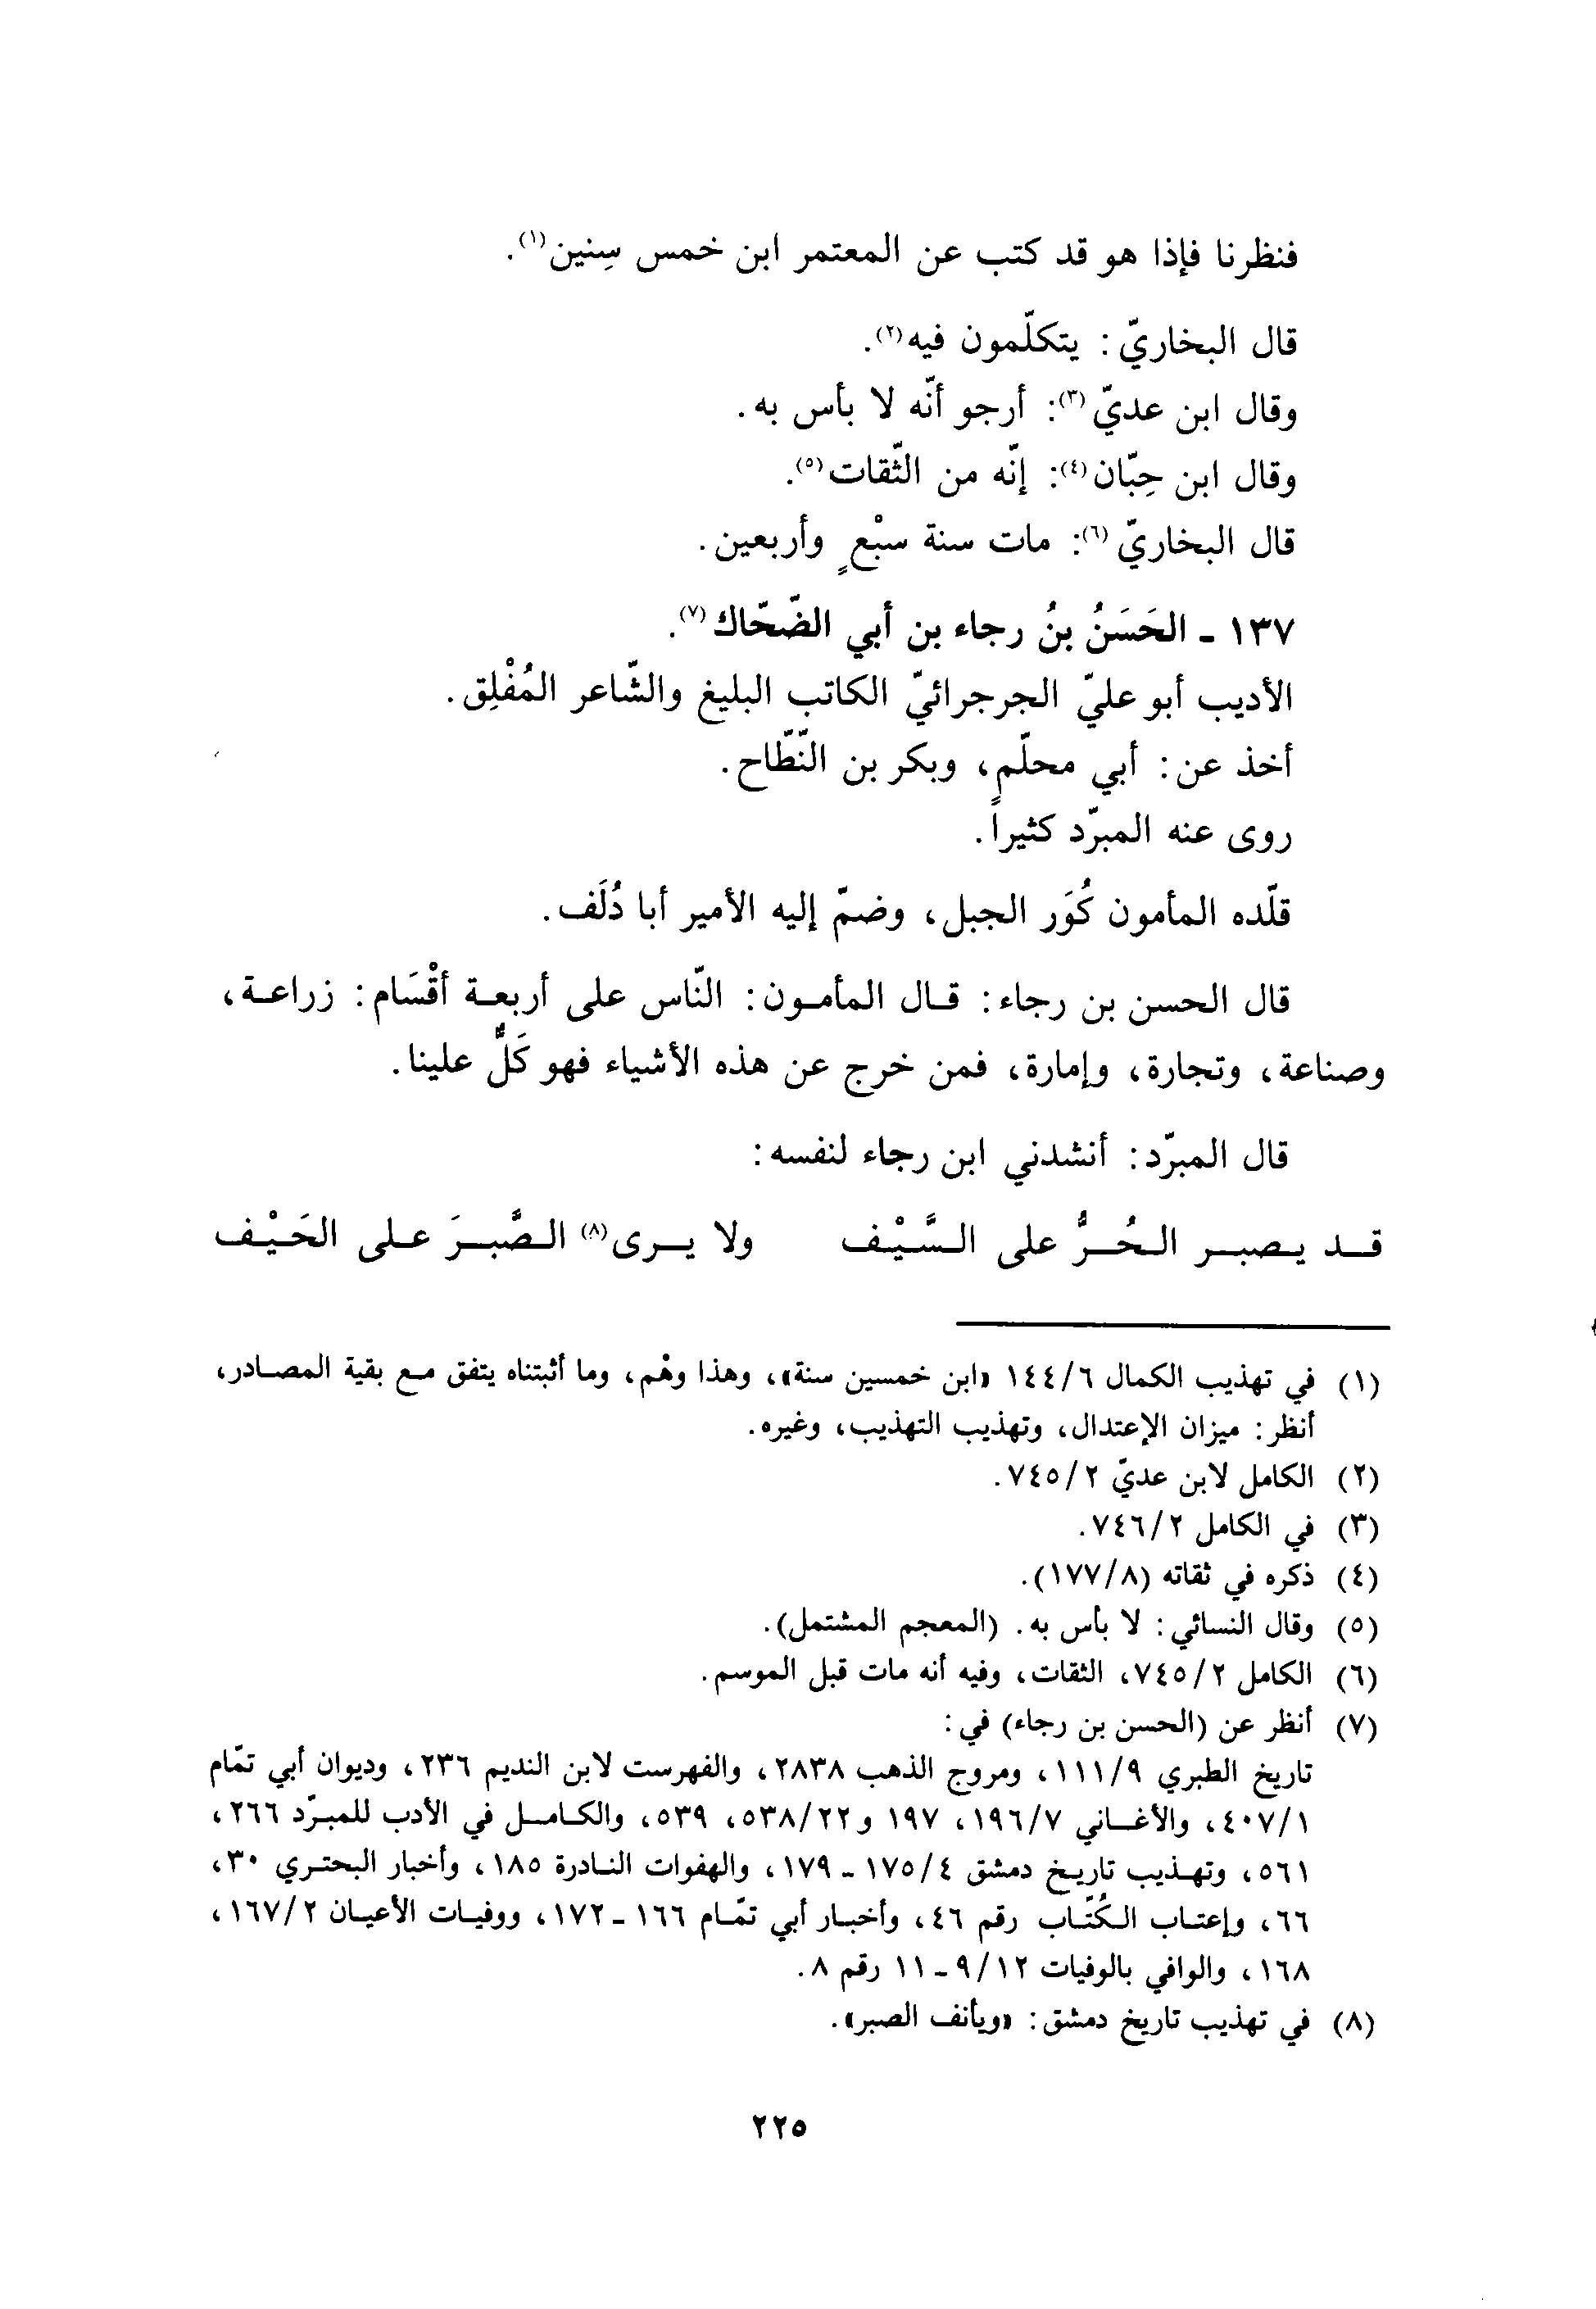 فنظرنا فإذا هو قد كتب عن المعتمر ابن خمس سِنين(١).
قال البخاريّ: يتكلّمون فيه(٢).
وقال ابن عديّ(٣): أرجو أنّه لا بأس به.
وقال ابن حِبّان(٤): إنّه من الثّقات(٥).
قال البخاريّ(٦): مات سنة سبْعٍ وأربعين.
١٣٧ - الحَسَنُ بنُ رجاء بن أبي الضّحّاك(٧).
الأديب أبو عليّ الجرجرائيّ الكاتب البليغ والشّاعر المُفْلِق.
أخذ عن: أبي محلّم، وبكر بن النّطّاح.
روى عنه المبرّد كثيراً.
قلّده المأمون كُوَر الجبل، وضمّ إليه الأمير أبا دُلَف.
قال الحسن بن رجاء: قال المأمون: النّاس على أربعة أقْسَام: زراعة،
وصناعة، وتجارة، وإمارة، فمن خرج عن هذه الأشياء فهو كَلٌّ علينا.
قال المبرّد: أنشدني ابن رجاء لنفسه:
قد يصبر الحُرُّ على السَّيْف ولا يرى(٨) الصَّبرَ على الحَيْف
(١) في تهذيب الكمال ١٤٤/٦ «ابن خمسين سنة»، وهذا وهْم، وما أثبتناه يتفق مع بقية المصادر،
أنظر: ميزان الإعتدال، وتهذيب التهذيب، وغيره.
(٢) الكامل لابن عديّ ٧٤٥/٢.
(٣) في الكامل ٧٤٦/٢.
(٤) ذكره في ثقاته (١٧٧/٨).
(٥) وقال النسائي: لا بأس به. (المعجم المشتمل).
(٦) الكامل ٧٤٥/٢، الثقات، وفيه أنه مات قبل الموسم.
(٧) أنظر عن (الحسن بن رجاء) في:
تاريخ الطبري ١١١/٩، ومروج الذهب ٢٨٣٨، والفهرست لابن النديم ٢٣٦، وديوان أبي تمّام
٤٠٧/١، والأغاني ١٩٦/٧، ١٩٧ و٥٣٨/٢٢، ٥٣٩، والكامل في الأدب للمبرّد ٢٦٦،
٥٦١، وتهذيب تاريخ دمشق ١٧٥/٤ - ١٧٩، والهفوات النادرة ١٨٥، وأخبار البحتري ٣٠،
٦٦، وإعتاب الكُتّاب رقم ٤٦، وأخبار أبي تمّام ١٦٦ - ١٧٢، ووفيات الأعيان ١٦٧/٢،
١٦٨، والوافي بالوفيات ٩/١٢ - ١١ رقم ٨.
(٨) في تهذيب تاريخ دمشق: «ويأنف الصبر».
٢٢٥